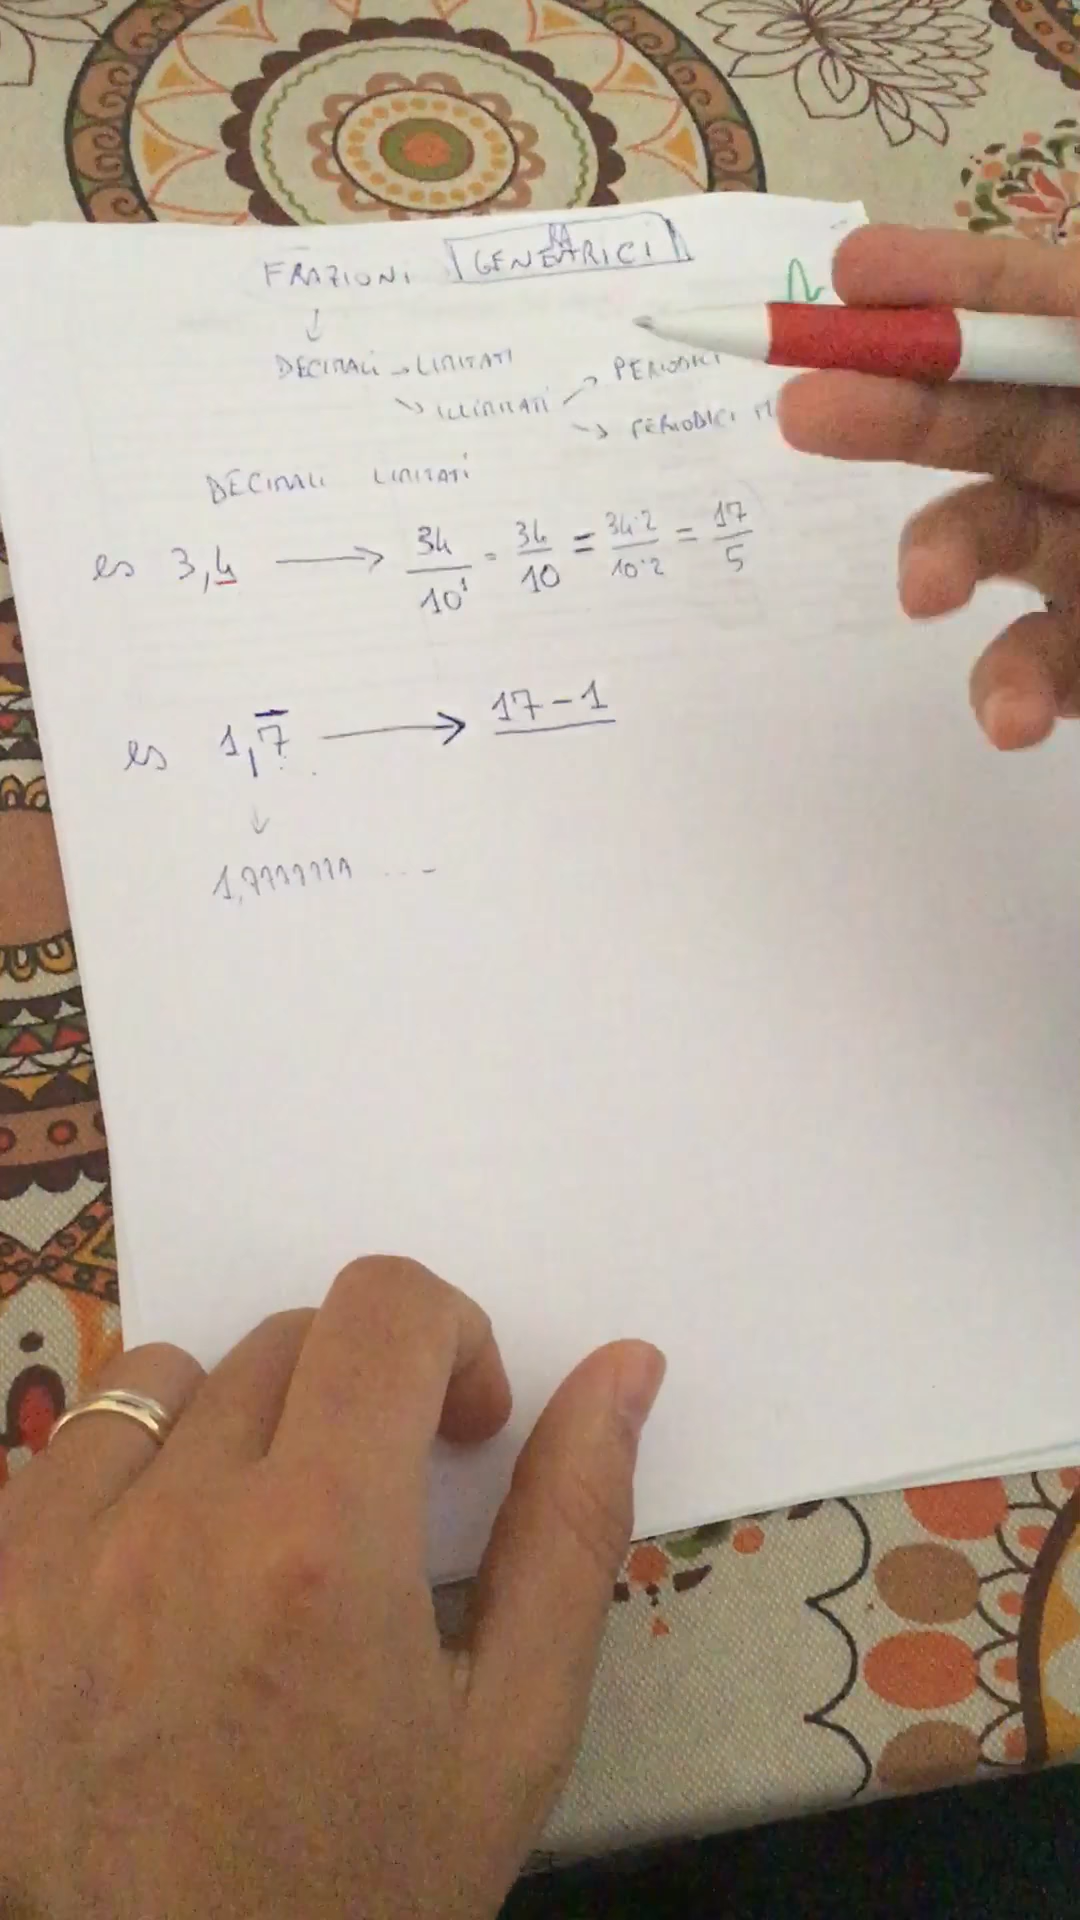 FRAZIONI GENERATRICI
↓
DECIMALI → LIMITATI
↘ ILLIMITATI ↗ PERIODICI
↘ PERIODICI M
DECIMALI LIMITATI
es 3,4 → 34/10¹ = 34/10 = 34:2/10:2 = 17/5
es 1,7̅ → 17-1
↓
1,7777777 ...-